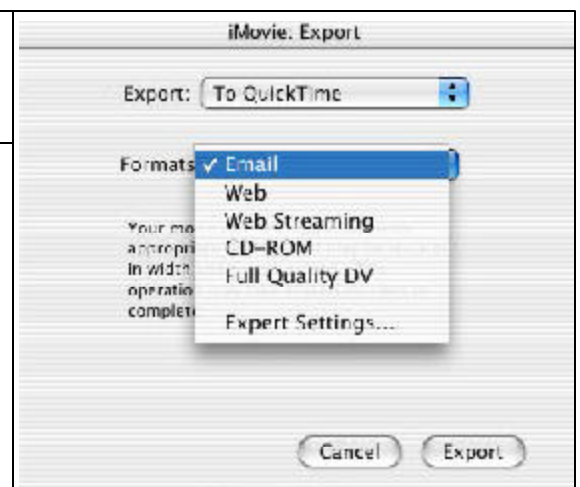 iMovie: Export
Export: To QuickTime
Formats ✓ Email
Web
Web Streaming
CD-ROM
Full Quality DV
Expert Settings...
Your mo
appropri
in width
operatio
complet
Cancel Export